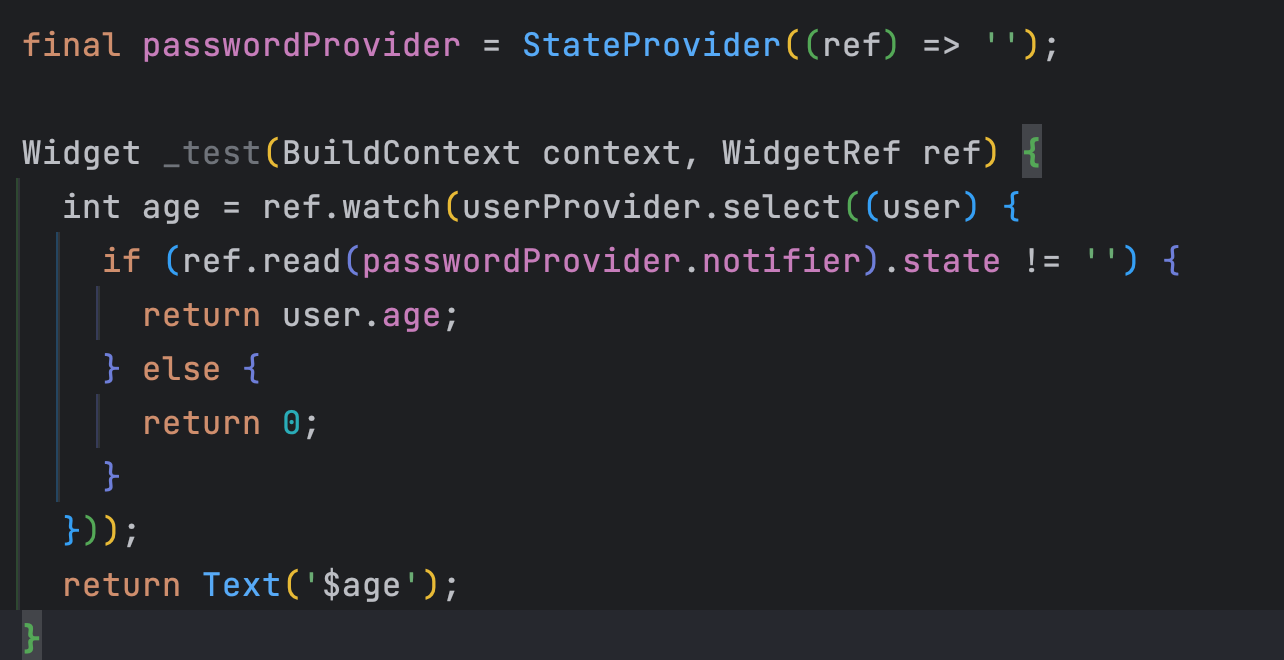 final passwordProvider = StateProvider((ref) => '');
Widget _test(BuildContext context, WidgetRef ref) {
  int age = ref.watch(userProvider.select((user) {
    if (ref.read(passwordProvider.notifier).state != '') {
      return user.age;
    } else {
      return 0;
    }
  }));
  return Text('$age');
}